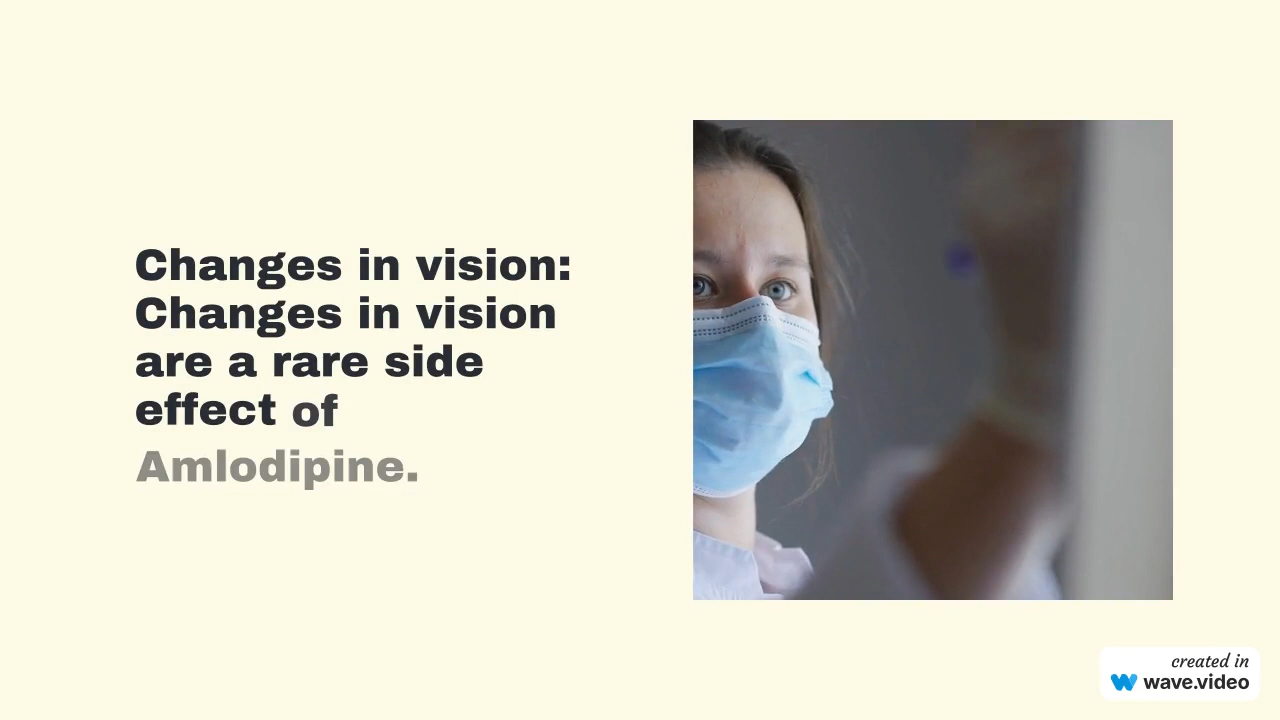 Changes in vision:
Changes in vision
are a rare side
effect of
Amlodipine.
created in
wave.video